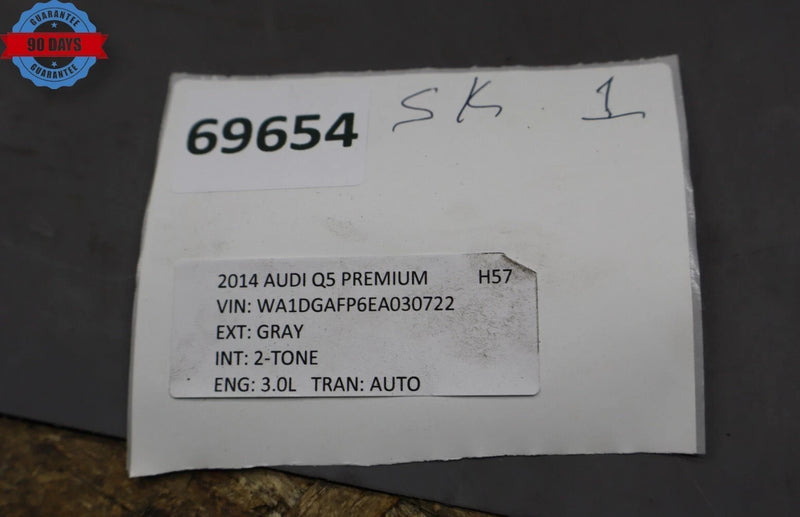 GUARANTEE
90 DAYS
GUARANTEE
69654
SK 1
2014 AUDI Q5 PREMIUM H57
VIN: WA1DGAFP6EA030722
EXT: GRAY
INT: 2-TONE
ENG: 3.0L TRAN: AUTO